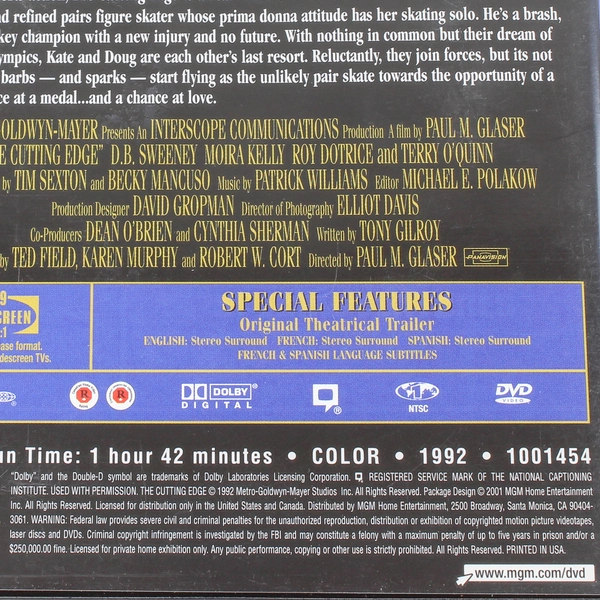 d refined pairs figure skater whose prima donna attitude has her skating solo. He's a brash,
key champion with a new injury and no future. With nothing in common but their dream of
ympics, Kate and Doug are each other's last resort. Reluctantly, they join forces, but its not
barbs — and sparks — start flying as the unlikely pair skate towards the opportunity of a
ce at a medal...and a chance at love.
OLDWYN-MAYER Presents An INTERSCOPE COMMUNICATIONS Production A film by PAUL M. GLASER
E CUTTING EDGE" D.B. SWEENEY MOIRA KELLY ROY DOTRICE and TERRY O'QUINN
by TIM SEXTON and BECKY MANCUSO Music by PATRICK WILLIAMS Editor MICHAEL E. POLAKOW
Production Designer DAVID GROPMAN Director of Photography ELLIOT DAVIS
Co-Producers DEAN O'BRIEN and CYNTHIA SHERMAN Written by TONY GILROY
by TED FIELD, KAREN MURPHY and ROBERT W. CORT Directed by PAUL M. GLASER PANAVISION
9
SCREEN
:1
ase format.
descreen TVs.
SPECIAL FEATURES
Original Theatrical Trailer
ENGLISH: Stereo Surround FRENCH: Stereo Surround SPANISH: Stereo Surround
FRENCH & SPANISH LANGUAGE SUBTITLES
R R DOLBY® DIGITAL ® NTSC DVD VIDEO
un Time: 1 hour 42 minutes • COLOR • 1992 • 1001454
"Dolby" and the Double-D symbol are trademarks of Dolby Laboratories Licensing Corporation. REGISTERED SERVICE MARK OF THE NATIONAL CAPTIONING
INSTITUTE. USED WITH PERMISSION. THE CUTTING EDGE © 1992 Metro-Goldwyn-Mayer Studios Inc. All Rights Reserved. Package Design © 2001 MGM Home Entertainment
Inc. All Rights Reserved. Licensed for distribution only in the United States and Canada. Distributed by MGM Home Entertainment, 2500 Broadway, Santa Monica, CA 90404-
3061. WARNING: Federal law provides severe civil and criminal penalties for the unauthorized reproduction, distribution or exhibition of copyrighted motion picture videotapes,
laser discs and DVDs. Criminal copyright infringement is investigated by the FBI and may constitute a felony with a maximum penalty of up to five years in prison and/or a
$250,000.00 fine. Licensed for private home exhibition only. Any public performance, copying or other use is strictly prohibited. All Rights Reserved. PRINTED IN USA.
www.mgm.com/dvd